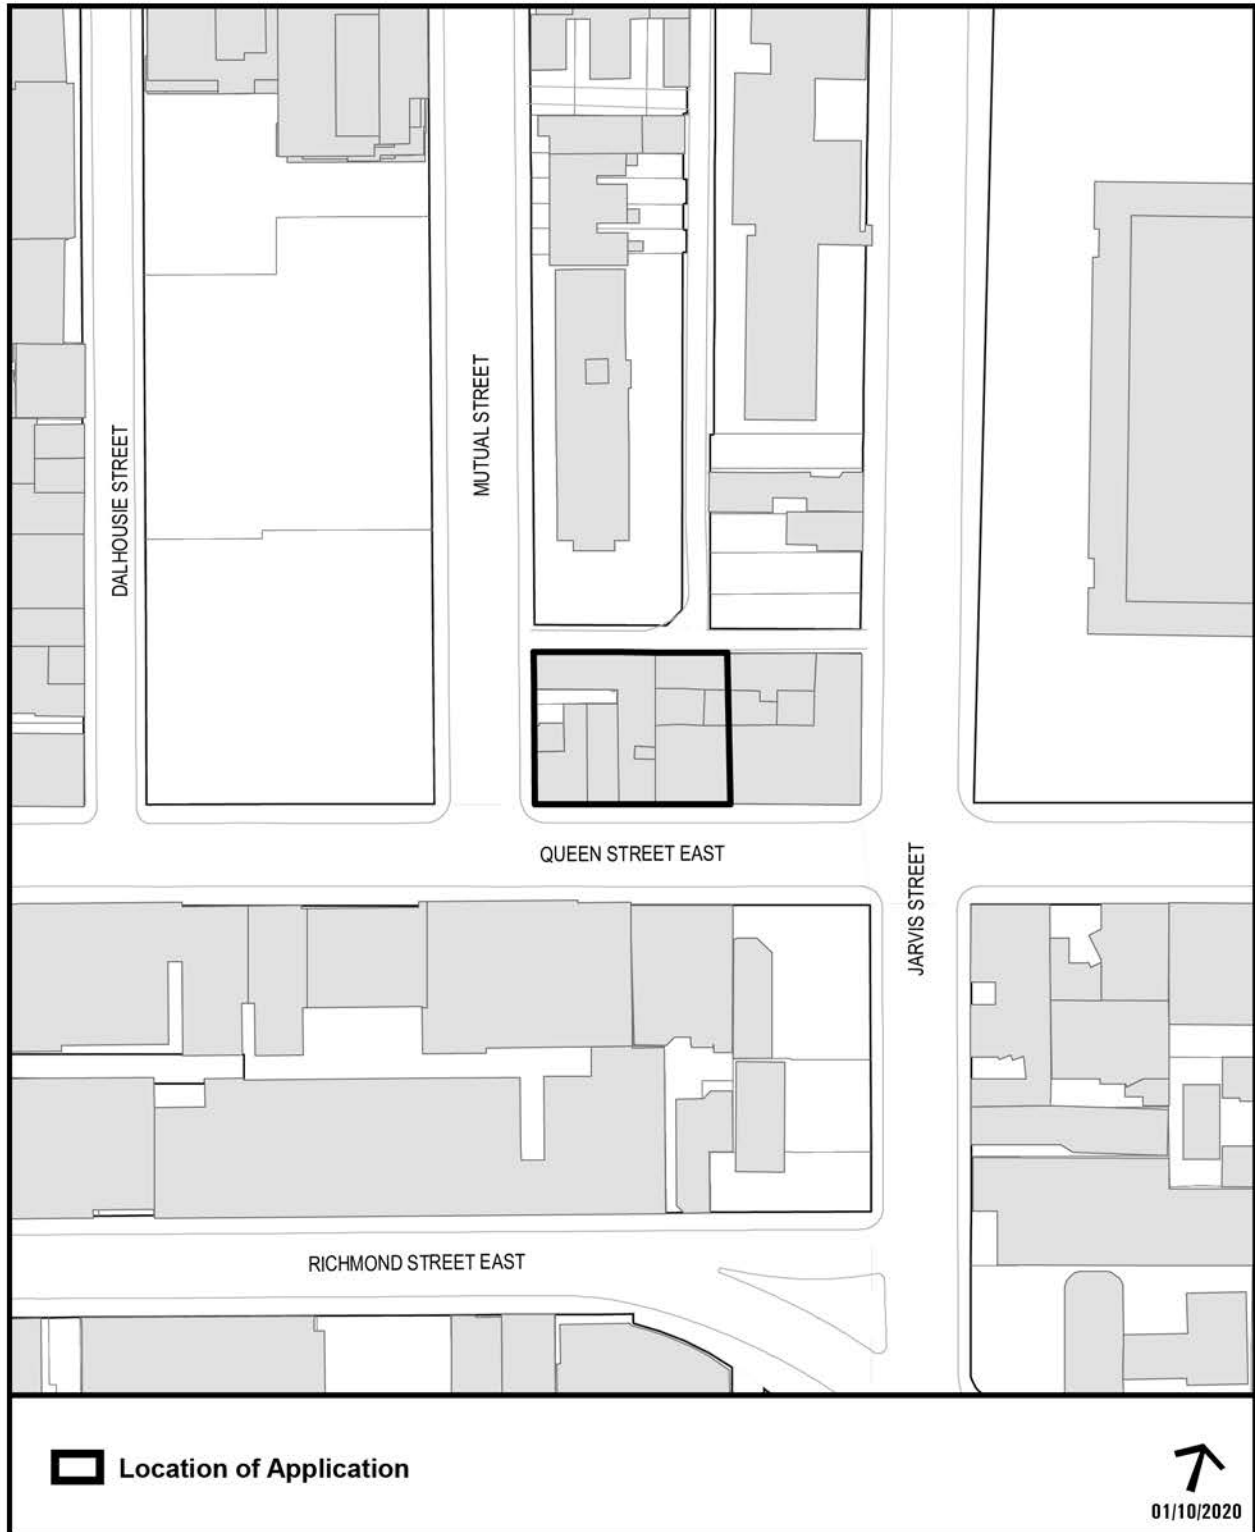 MUTUAL STREET
DALHOUSIE STREET
QUEEN STREET EAST
JARVIS STREET
RICHMOND STREET EAST
Location of Application
01/10/2020